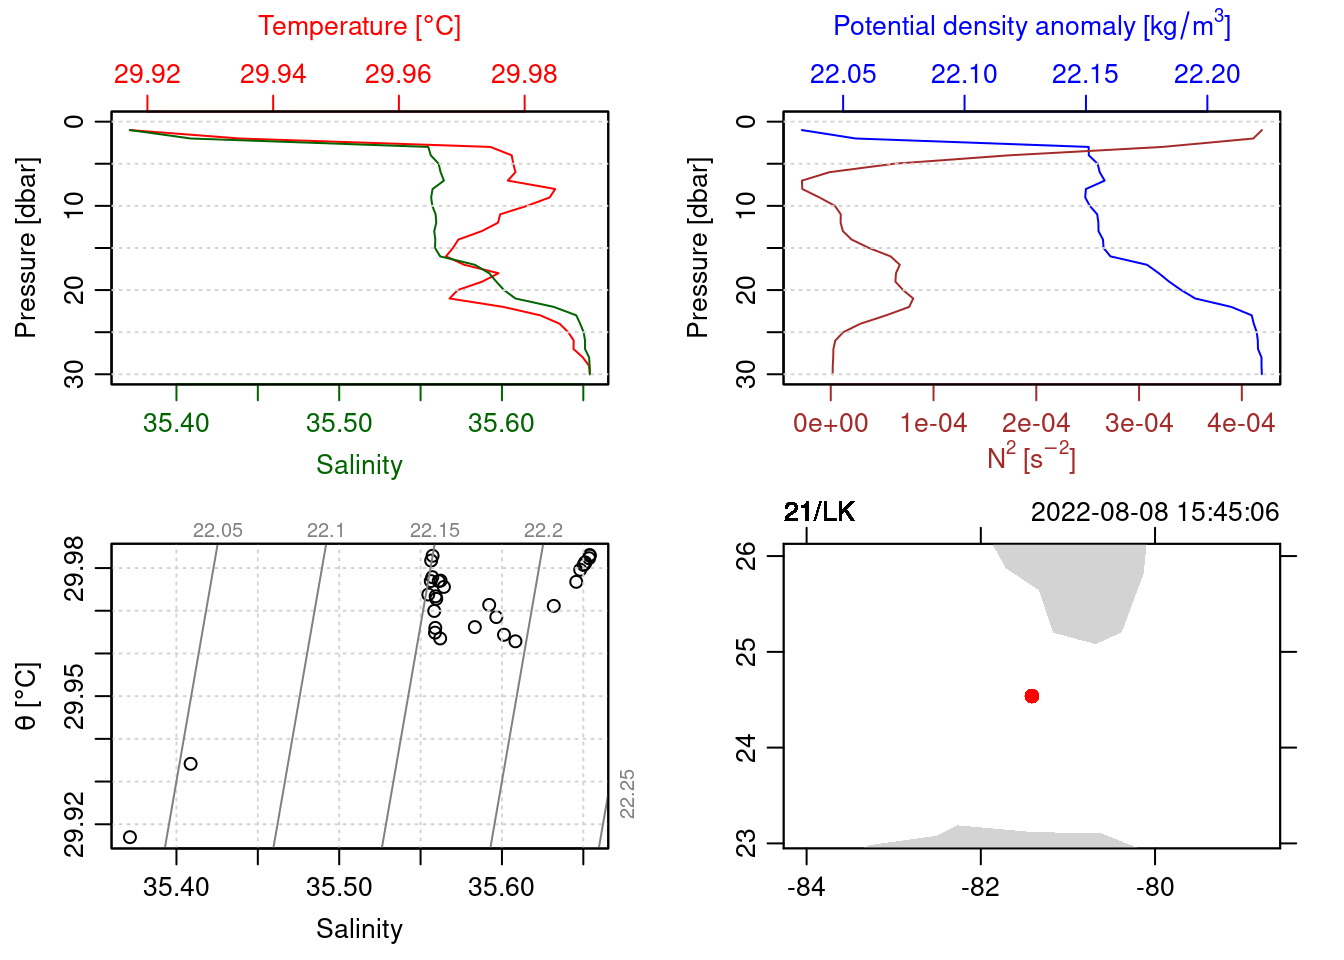 Temperature [°C]
29.92 29.94 29.96 29.98
Pressure [dbar]
0 10 20 30
35.40 35.50 35.60
Salinity
Potential density anomaly [kg/m³]
22.05 22.10 22.15 22.20
Pressure [dbar]
0 10 20 30
0e+00 1e-04 2e-04 3e-04 4e-04
N² [s⁻²]
22.05 22.1 22.15 22.2
22.25
θ [°C]
29.98 29.95 29.92
35.40 35.50 35.60
Salinity
21/LK 2022-08-08 15:45:06
26 25 24 23
-84 -82 -80